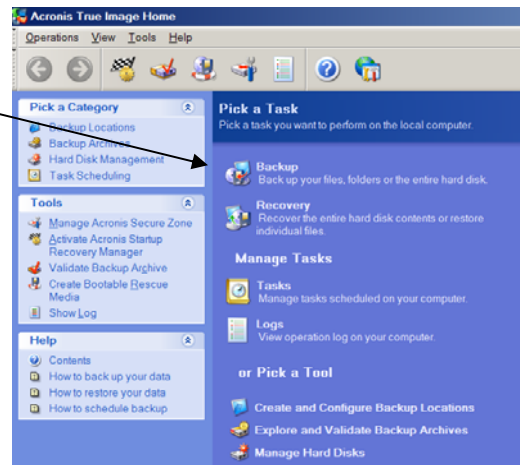 Acronis True Image Home
Operations View Tools Help
Pick a Category
Backup Locations
Backup Archives
Hard Disk Management
Task Scheduling
Tools
Manage Acronis Secure Zone
Activate Acronis Startup
Recovery Manager
Validate Backup Archive
Create Bootable Rescue
Media
Show Log
Help
Contents
How to back up your data
How to restore your data
How to schedule backup
Pick a Task
Pick a task you want to perform on the local computer.
Backup
Back up your files, folders or the entire hard disk.
Recovery
Recover the entire hard disk contents or restore
individual files.
Manage Tasks
Tasks
Manage tasks scheduled on your computer.
Logs
View operation log on your computer.
or Pick a Tool
Create and Configure Backup Locations
Explore and Validate Backup Archives
Manage Hard Disks